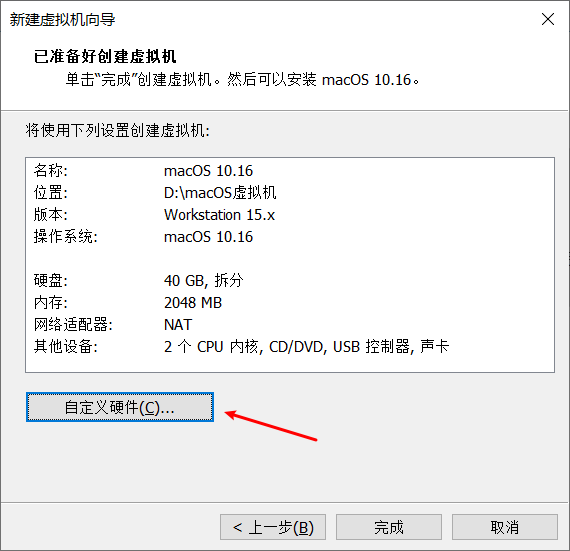 新建虚拟机向导
已准备好创建虚拟机
单击“完成”创建虚拟机。然后可以安装 macOS 10.16。
将使用下列设置创建虚拟机:
名称: macOS 10.16
位置: D:\macOS虚拟机
版本: Workstation 15.x
操作系统: macOS 10.16
硬盘: 40 GB, 拆分
内存: 2048 MB
网络适配器: NAT
其他设备: 2 个 CPU 内核, CD/DVD, USB 控制器, 声卡
自定义硬件(C)...
< 上一步(B) 完成 取消